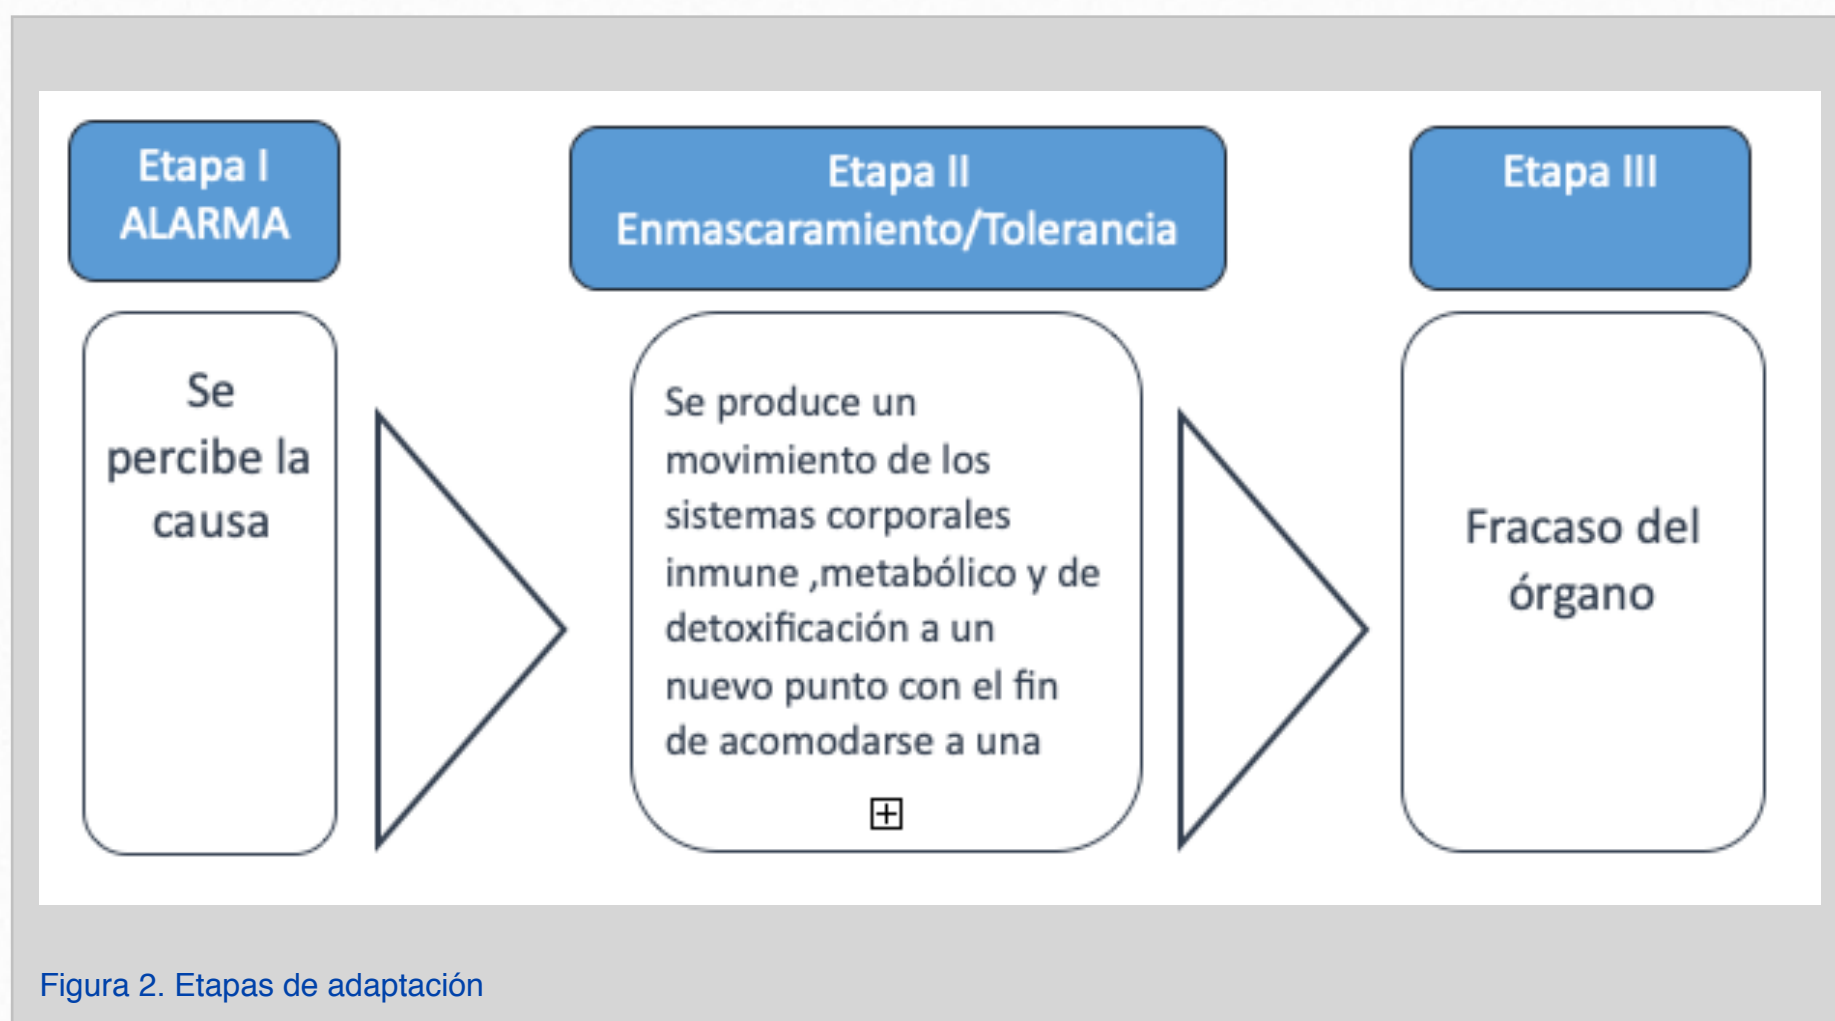 Etapa I
ALARMA
Se
percibe la
causa
Etapa II
Enmascaramiento/Tolerancia
Se produce un
movimiento de los
sistemas corporales
inmune ,metabólico y de
detoxificación a un
nuevo punto con el fin
de acomodarse a una
Etapa III
Fracaso del
órgano
Figura 2. Etapas de adaptación